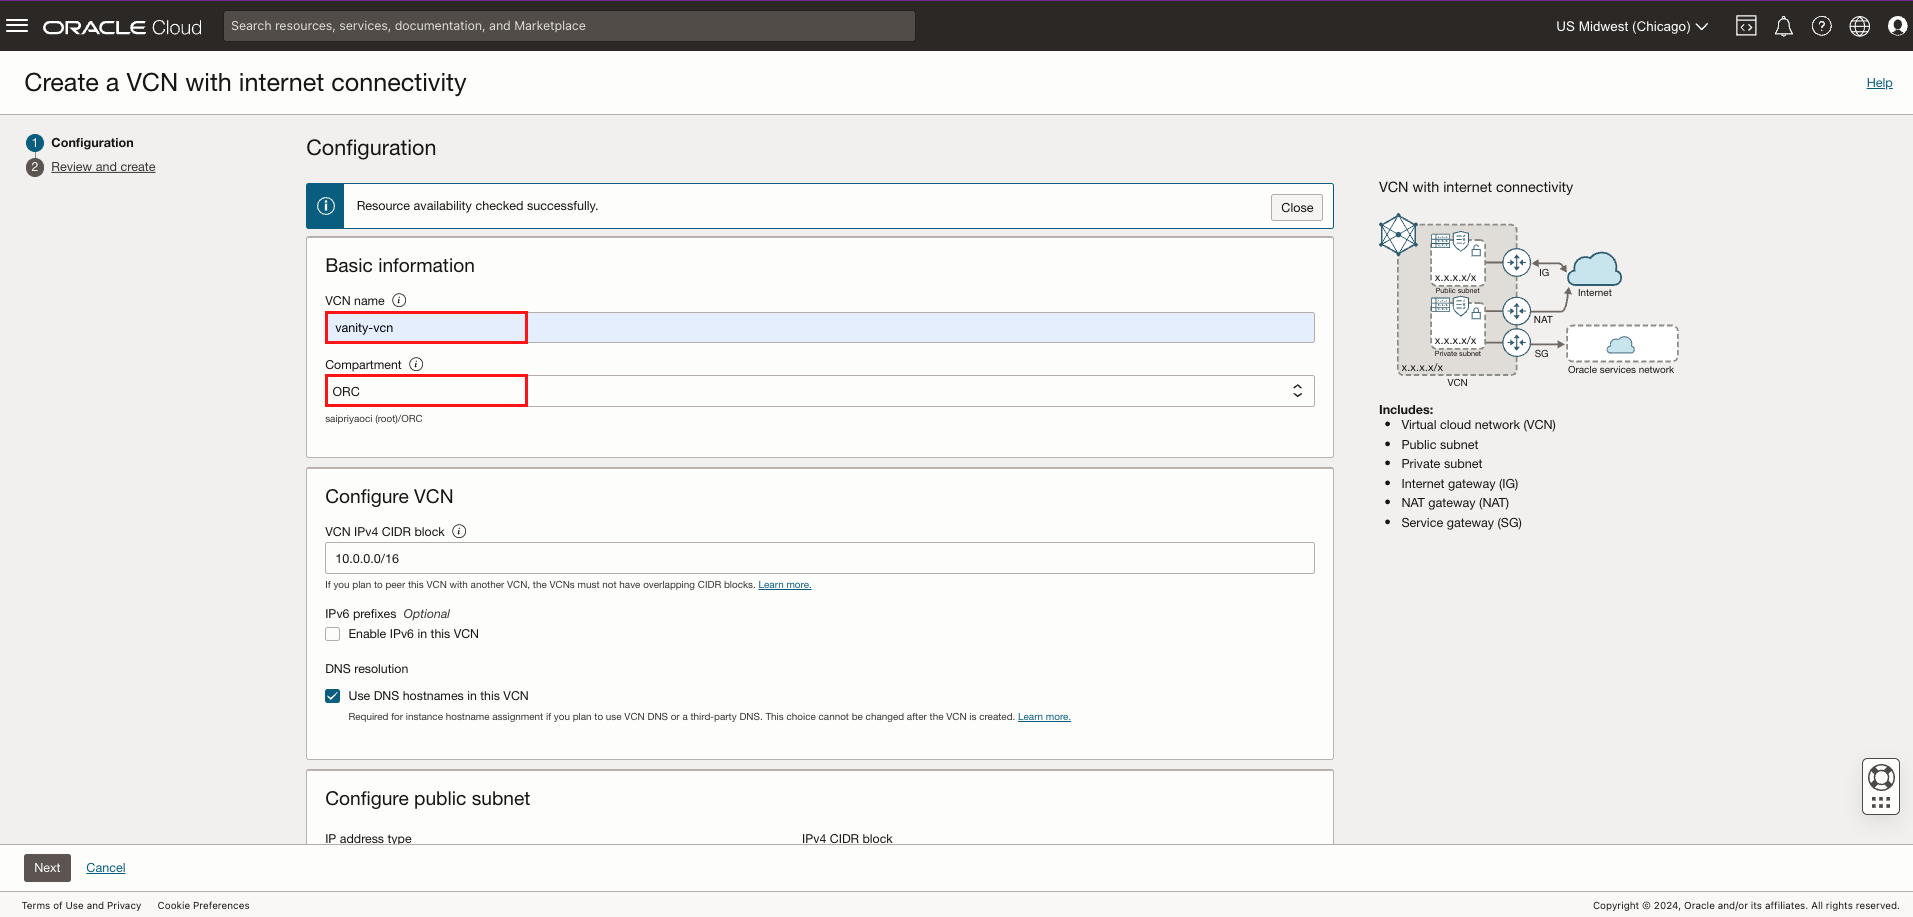 ORACLE Cloud
Search resources, services, documentation, and Marketplace
US Midwest (Chicago)
Create a VCN with internet connectivity
Help
1 Configuration
2 Review and create
Configuration
Resource availability checked successfully.
Close
Basic information
VCN name
vanity-vcn
Compartment
ORC
saipriyaoci (root)/ORC
Configure VCN
VCN IPv4 CIDR block
10.0.0.0/16
If you plan to peer this VCN with another VCN, the VCNs must not have overlapping CIDR blocks. Learn more.
IPv6 prefixes Optional
Enable IPv6 in this VCN
DNS resolution
Use DNS hostnames in this VCN
Required for instance hostname assignment if you plan to use VCN DNS or a third-party DNS. This choice cannot be changed after the VCN is created. Learn more.
Configure public subnet
IP address type
IPv4 CIDR block
VCN with internet connectivity
x.x.x.x/x
Public subnet
IG
Internet
NAT
x.x.x.x/x
Private subnet
SG
x.x.x.x/x
Oracle services network
VCN
Includes:
• Virtual cloud network (VCN)
• Public subnet
• Private subnet
• Internet gateway (IG)
• NAT gateway (NAT)
• Service gateway (SG)
Next
Cancel
Terms of Use and Privacy
Cookie Preferences
Copyright © 2024, Oracle and/or its affiliates. All rights reserved.